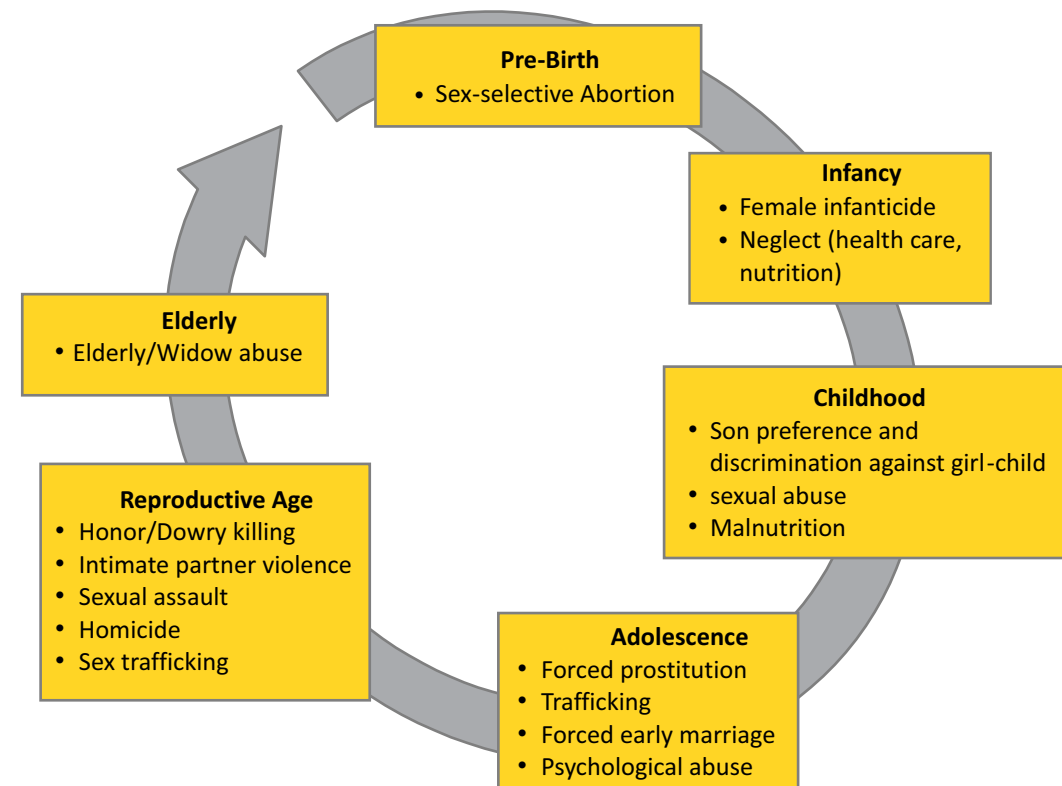 Pre-Birth
• Sex-selective Abortion
Infancy
• Female infanticide
• Neglect (health care,
nutrition)
Childhood
• Son preference and
discrimination against girl-child
• sexual abuse
• Malnutrition
Adolescence
• Forced prostitution
• Trafficking
• Forced early marriage
• Psychological abuse
Reproductive Age
• Honor/Dowry killing
• Intimate partner violence
• Sexual assault
• Homicide
• Sex trafficking
Elderly
• Elderly/Widow abuse